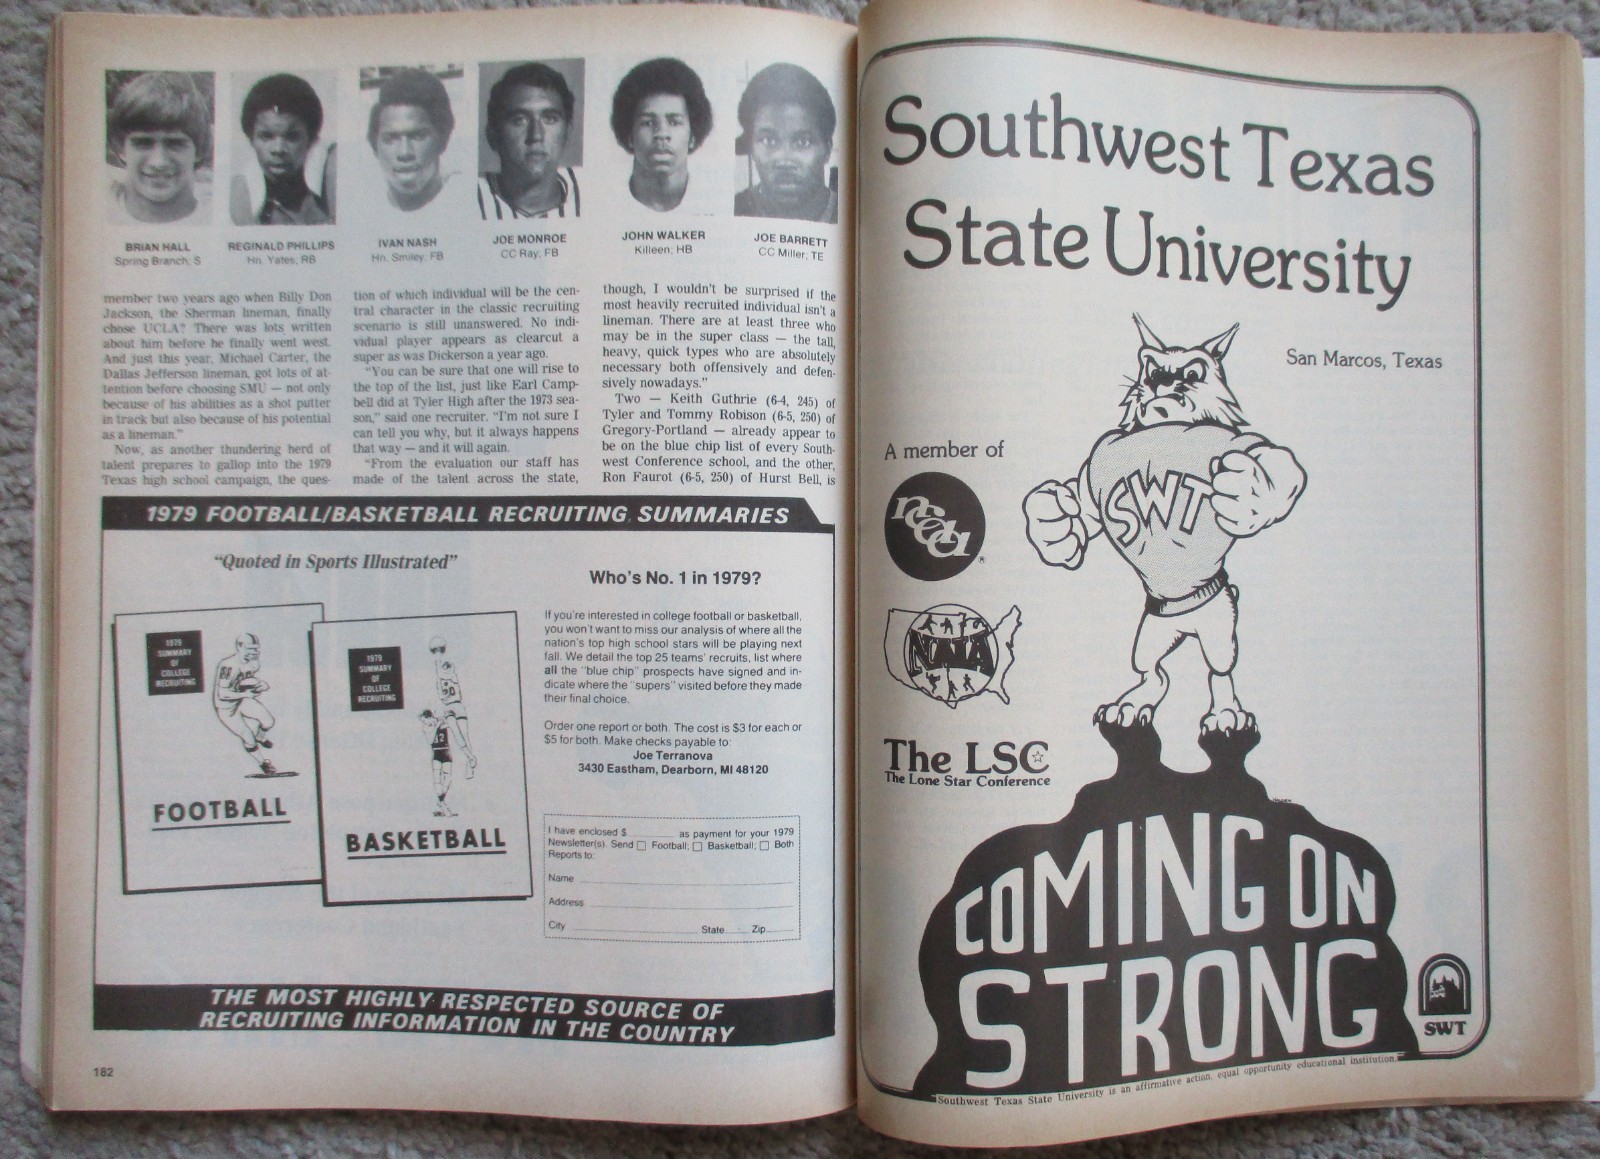 BRIAN HALL
Spring Branch, S
REGINALD PHILLIPS
Hn. Yates, RB
IVAN NASH
Hn. Smiley, FB
JOE MONROE
CC Ray, FB
JOHN WALKER
Killeen, HB
JOE BARRETT
CC Miller, TE
member two years ago when Billy Don
Jackson, the Sherman lineman, finally
chose UCLA? There was lots written
about him before he finally went west.
And just this year, Michael Carter, the
Dallas Jefferson lineman, got lots of at-
tention before choosing SMU — not only
because of his abilities as a shot putter
in track but also because of his potential
as a lineman."
Now, as another thundering herd of
talent prepares to gallop into the 1979
Texas high school campaign, the ques-
tion of which individual will be the cen-
tral character in the classic recruiting
scenario is still unanswered. No indi-
vidual player appears as clearcut a
super as was Dickerson a year ago.
"You can be sure that one will rise to
the top of the list, just like Earl Camp-
bell did at Tyler High after the 1973 sea-
son," said one recruiter. "I'm not sure I
can tell you why, but it always happens
that way — and it will again.
"From the evaluation our staff has
made of the talent across the state,
though, I wouldn't be surprised if the
most heavily recruited individual isn't a
lineman. There are at least three who
may be in the super class — the tall,
heavy, quick types who are absolutely
necessary both offensively and defen-
sively nowadays."
Two — Keith Guthrie (6-4, 245) of
Tyler and Tommy Robison (6-5, 250) of
Gregory-Portland — already appear to
be on the blue chip list of every South-
west Conference school, and the other,
Ron Faurot (6-5, 250) of Hurst Bell, is
1979 FOOTBALL/BASKETBALL RECRUITING SUMMARIES
"Quoted in Sports Illustrated"
1979
SUMMARY
OF
COLLEGE
RECRUITING
FOOTBALL
1979
SUMMARY
OF
COLLEGE
RECRUITING
BASKETBALL
Who's No. 1 in 1979?
If you're interested in college football or basketball,
you won't want to miss our analysis of where all the
nation's top high school stars will be playing next
fall. We detail the top 25 teams' recruits, list where
all the "blue chip" prospects have signed and in-
dicate where the "supers" visited before they made
their final choice.
Order one report or both. The cost is $3 for each or
$5 for both. Make checks payable to:
Joe Terranova
3430 Eastham, Dearborn, MI 48120
I have enclosed $ as payment for your 1979
Newsletter(s). Send Football; Basketball; Both
Reports to:
Name
Address
City State Zip
THE MOST HIGHLY RESPECTED SOURCE OF
RECRUITING INFORMATION IN THE COUNTRY
182
Southwest Texas
State University
San Marcos, Texas
A member of
ncaa
®
NAIA
SWT
The LSC
The Lone Star Conference
COMING ON
STRONG
SWT
Southwest Texas State University is an affirmative action, equal opportunity educational institution.